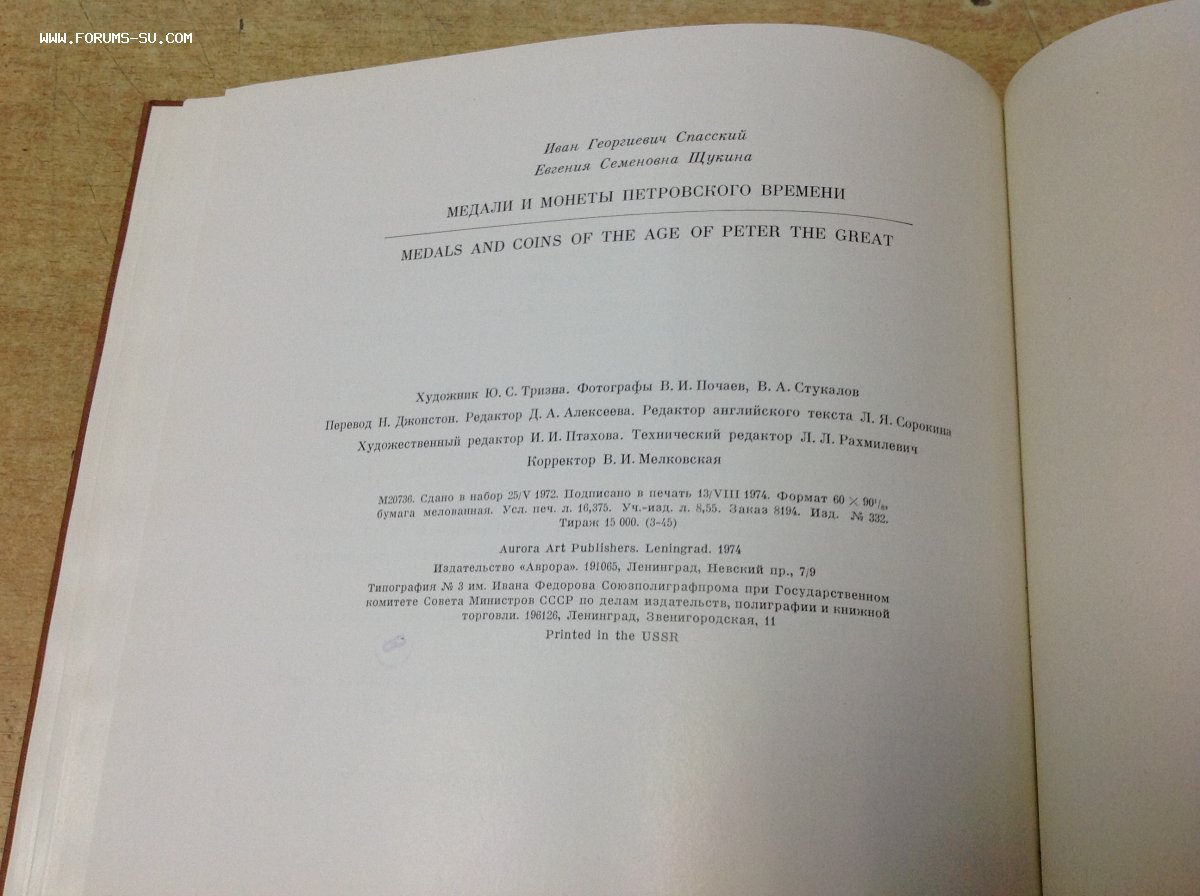 WWW.FORUMS-SU.COM
Иван Георгиевич Спасский
Евгения Семеновна Щукина
МЕДАЛИ И МОНЕТЫ ПЕТРОВСКОГО ВРЕМЕНИ
MEDALS AND COINS OF THE AGE OF PETER THE GREAT
Художник Ю. С. Тризна. Фотографы В. И. Почаев, В. А. Стукалов
Перевод Н. Джонстон. Редактор Д. А. Алексеева. Редактор английского текста Л. Я. Сорокина
Художественный редактор И. И. Птахова. Технический редактор Л. Л. Рахмилевич
Корректор В. И. Мелковская
М20736. Сдано в набор 25/V 1972. Подписано в печать 13/VIII 1974. Формат 60 × 90¹/₈,
бумага мелованная. Усл. печ. л. 16,375. Уч.-изд. л. 8,55. Заказ 8194. Изд. № 332.
Тираж 15 000. (3-45)
Aurora Art Publishers. Leningrad. 1974
Издательство «Аврора». 191065, Ленинград, Невский пр., 7/9
Типография № 3 им. Ивана Федорова Союзполиграфпрома при Государственном
комитете Совета Министров СССР по делам издательств, полиграфии и книжной
торговли. 196126, Ленинград, Звенигородская, 11
Printed in the USSR